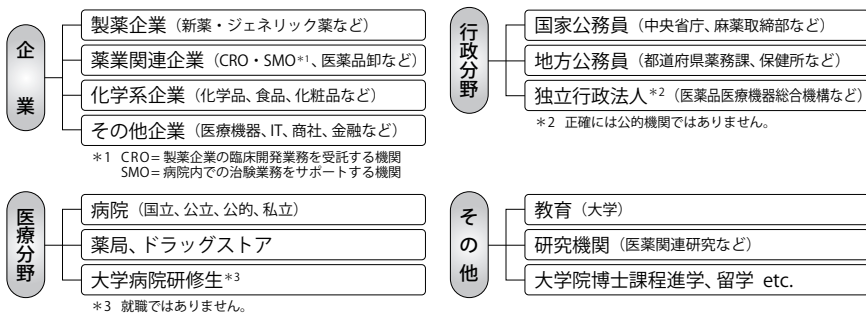 企業
製薬企業（新薬・ジェネリック薬など）
薬業関連企業（CRO・SMO*1、医薬品卸など）
化学系企業（化学品、食品、化粧品など）
その他企業（医療機器、IT、商社、金融など）
*1 CRO＝製薬企業の臨床開発業務を受託する機関
SMO＝病院内での治験業務をサポートする機関
行政分野
国家公務員（中央省庁、麻薬取締部など）
地方公務員（都道府県薬務課、保健所など）
独立行政法人*2（医薬品医療機器総合機構など）
*2 正確には公的機関ではありません。
医療分野
病院（国立、公立、公的、私立）
薬局、ドラッグストア
大学病院研修生*3
*3 就職ではありません。
その他
教育（大学）
研究機関（医薬関連研究など）
大学院博士課程進学、留学 etc.